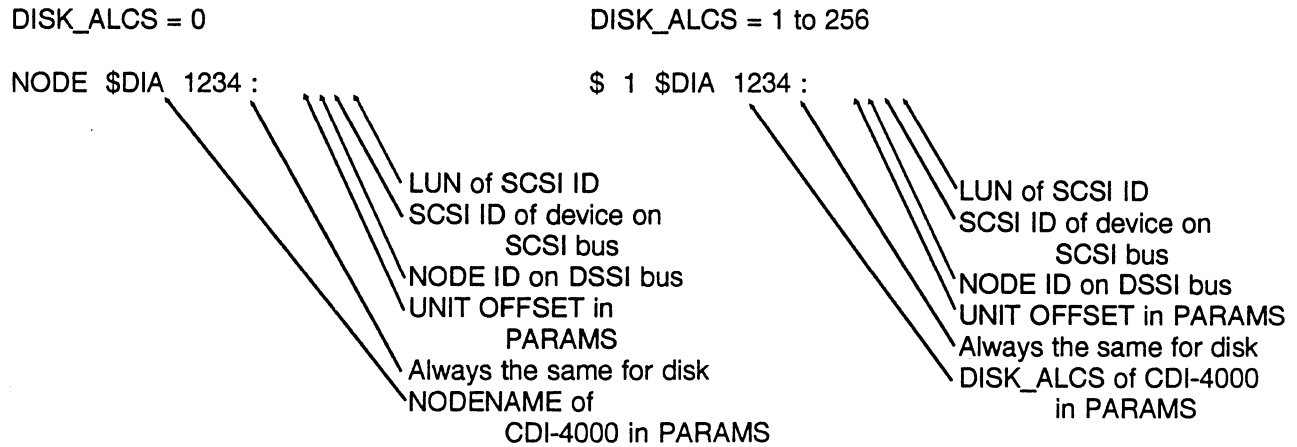 DISK_ALCS = 0
NODE $DIA 1234 :
LUN of SCSI ID
SCSI ID of device on
SCSI bus
NODE ID on DSSI bus
UNIT OFFSET in
PARAMS
Always the same for disk
NODENAME of
CDI-4000 in PARAMS
DISK_ALCS = 1 to 256
$ 1 $DIA 1234 :
LUN of SCSI ID
SCSI ID of device on
SCSI bus
NODE ID on DSSI bus
UNIT OFFSET in PARAMS
Always the same for disk
DISK_ALCS of CDI-4000
in PARAMS